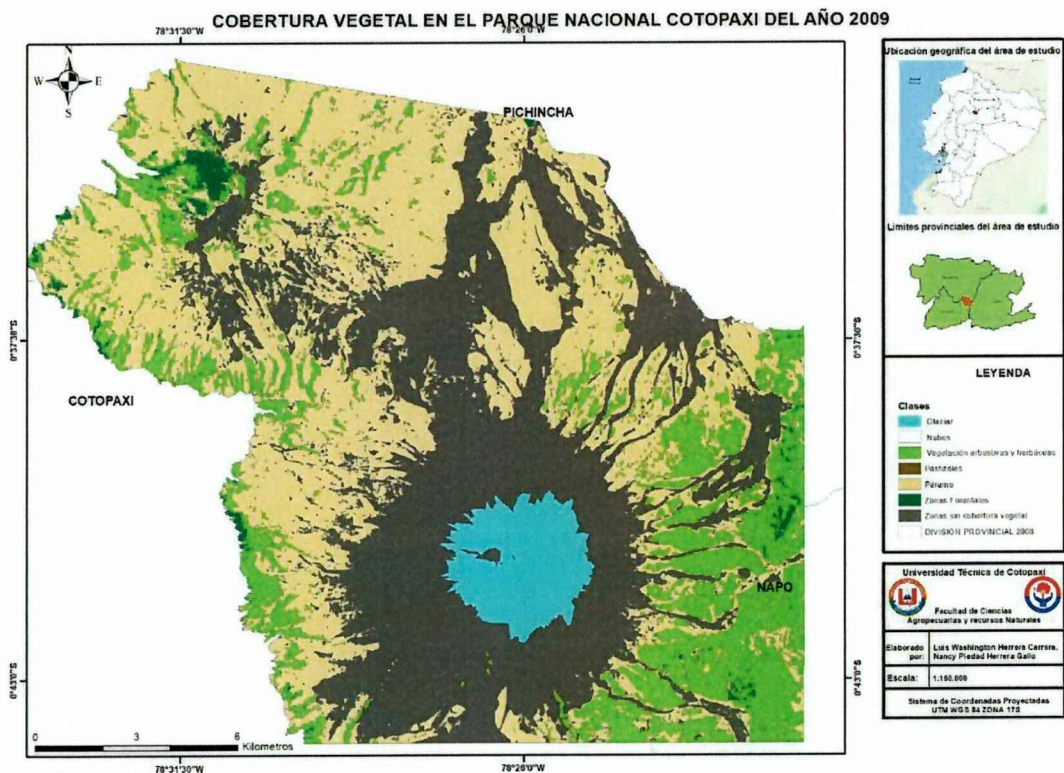 COBERTURA VEGETAL EN EL PARQUE NACIONAL COTOPAXI DEL AÑO 2009
78°31'30"W
78°26'0"W
N
W
E
S
PICHINCHA
COTOPAXI
NAPO
0°37'30"S
0°37'30"S
0°43'0"S
0°43'0"S
0
3
6
Kilometros
78°31'30"W
78°26'0"W
Ubicación geográfica del área de estudio
Limites provinciales del área de estudio
LEYENDA
Clases
Glaciar
Nubes
Vegetación arbustivas y herbáceas
Pastizales
Páramo
Zonas Forestales
Zonas sin cobertura vegetal
DIVISION PROVINCIAL 2008
Universidad Técnica de Cotopaxi
Facultad de Ciencias
Agropecuarias y recursos Naturales
Elaborado por:
Luis Washington Herrera Carrera.
Nancy Piedad Herrera Gallo
Escala:
1:150.000
Sistema de Coordenadas Proyectadas
UTM WGS 84 ZONA 17S